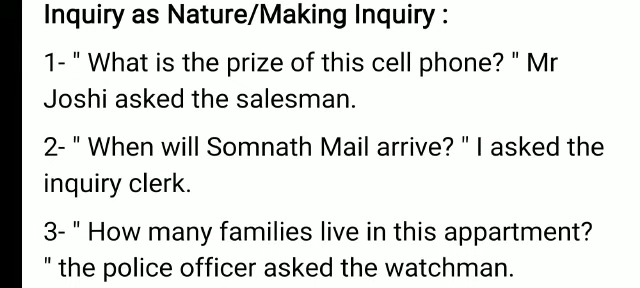 Inquiry as Nature/Making Inquiry :
1- " What is the prize of this cell phone? " Mr
Joshi asked the salesman.
2- " When will Somnath Mail arrive? " I asked the
inquiry clerk.
3- " How many families live in this appartment?
" the police officer asked the watchman.